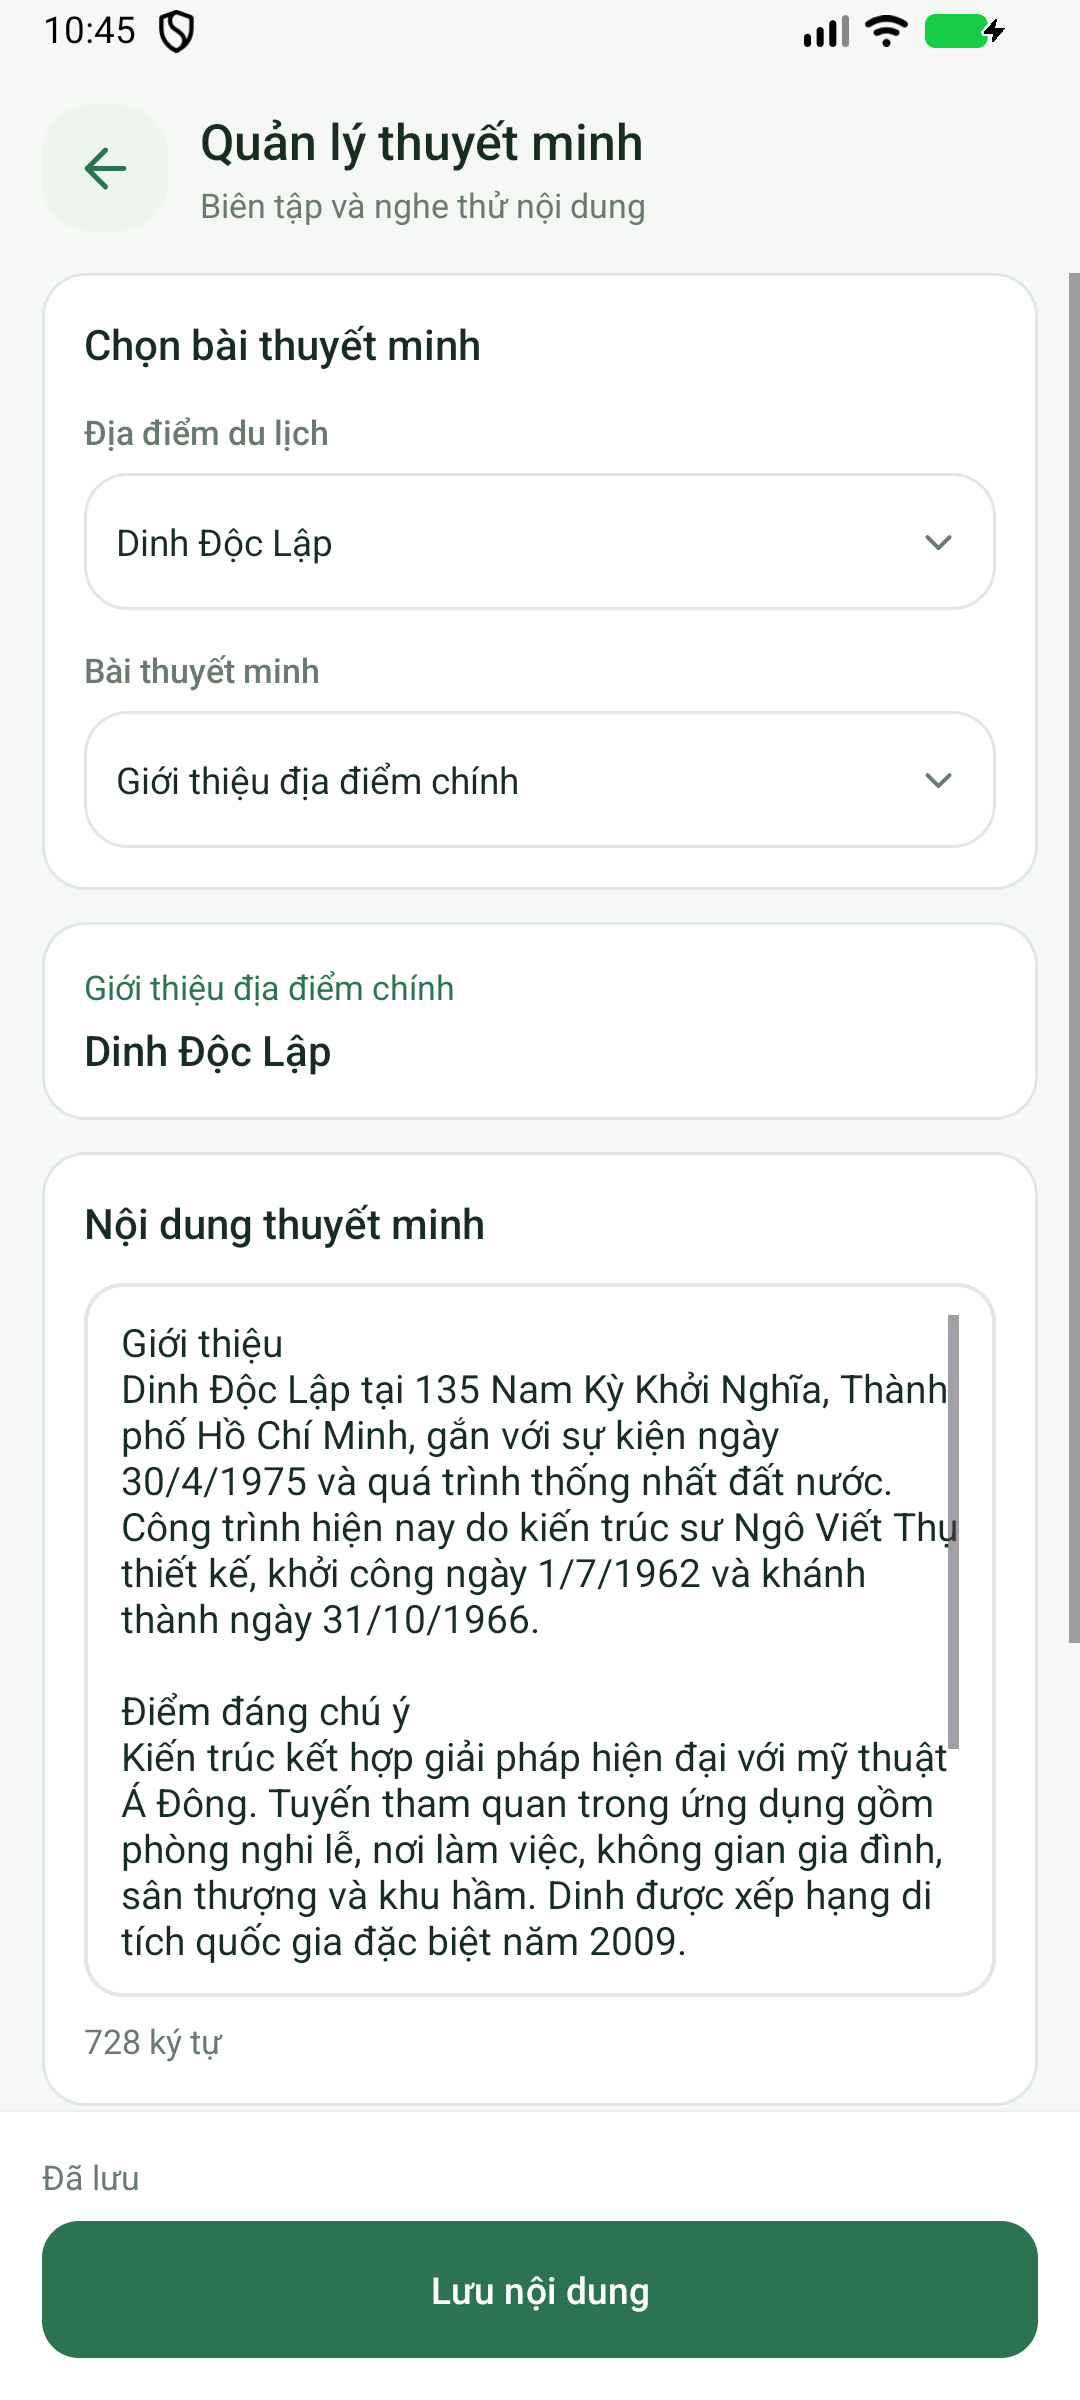 10:45
Quản lý thuyết minh
Biên tập và nghe thử nội dung
Chọn bài thuyết minh
Địa điểm du lịch
Dinh Độc Lập
Bài thuyết minh
Giới thiệu địa điểm chính
Giới thiệu địa điểm chính
Dinh Độc Lập
Nội dung thuyết minh
Giới thiệu
Dinh Độc Lập tại 135 Nam Kỳ Khởi Nghĩa, Thành
phố Hồ Chí Minh, gắn với sự kiện ngày
30/4/1975 và quá trình thống nhất đất nước.
Công trình hiện nay do kiến trúc sư Ngô Viết Thụ
thiết kế, khởi công ngày 1/7/1962 và khánh
thành ngày 31/10/1966.
Điểm đáng chú ý
Kiến trúc kết hợp giải pháp hiện đại với mỹ thuật
Á Đông. Tuyến tham quan trong ứng dụng gồm
phòng nghi lễ, nơi làm việc, không gian gia đình,
sân thượng và khu hầm. Dinh được xếp hạng di
tích quốc gia đặc biệt năm 2009.
728 ký tự
Đã lưu
Lưu nội dung